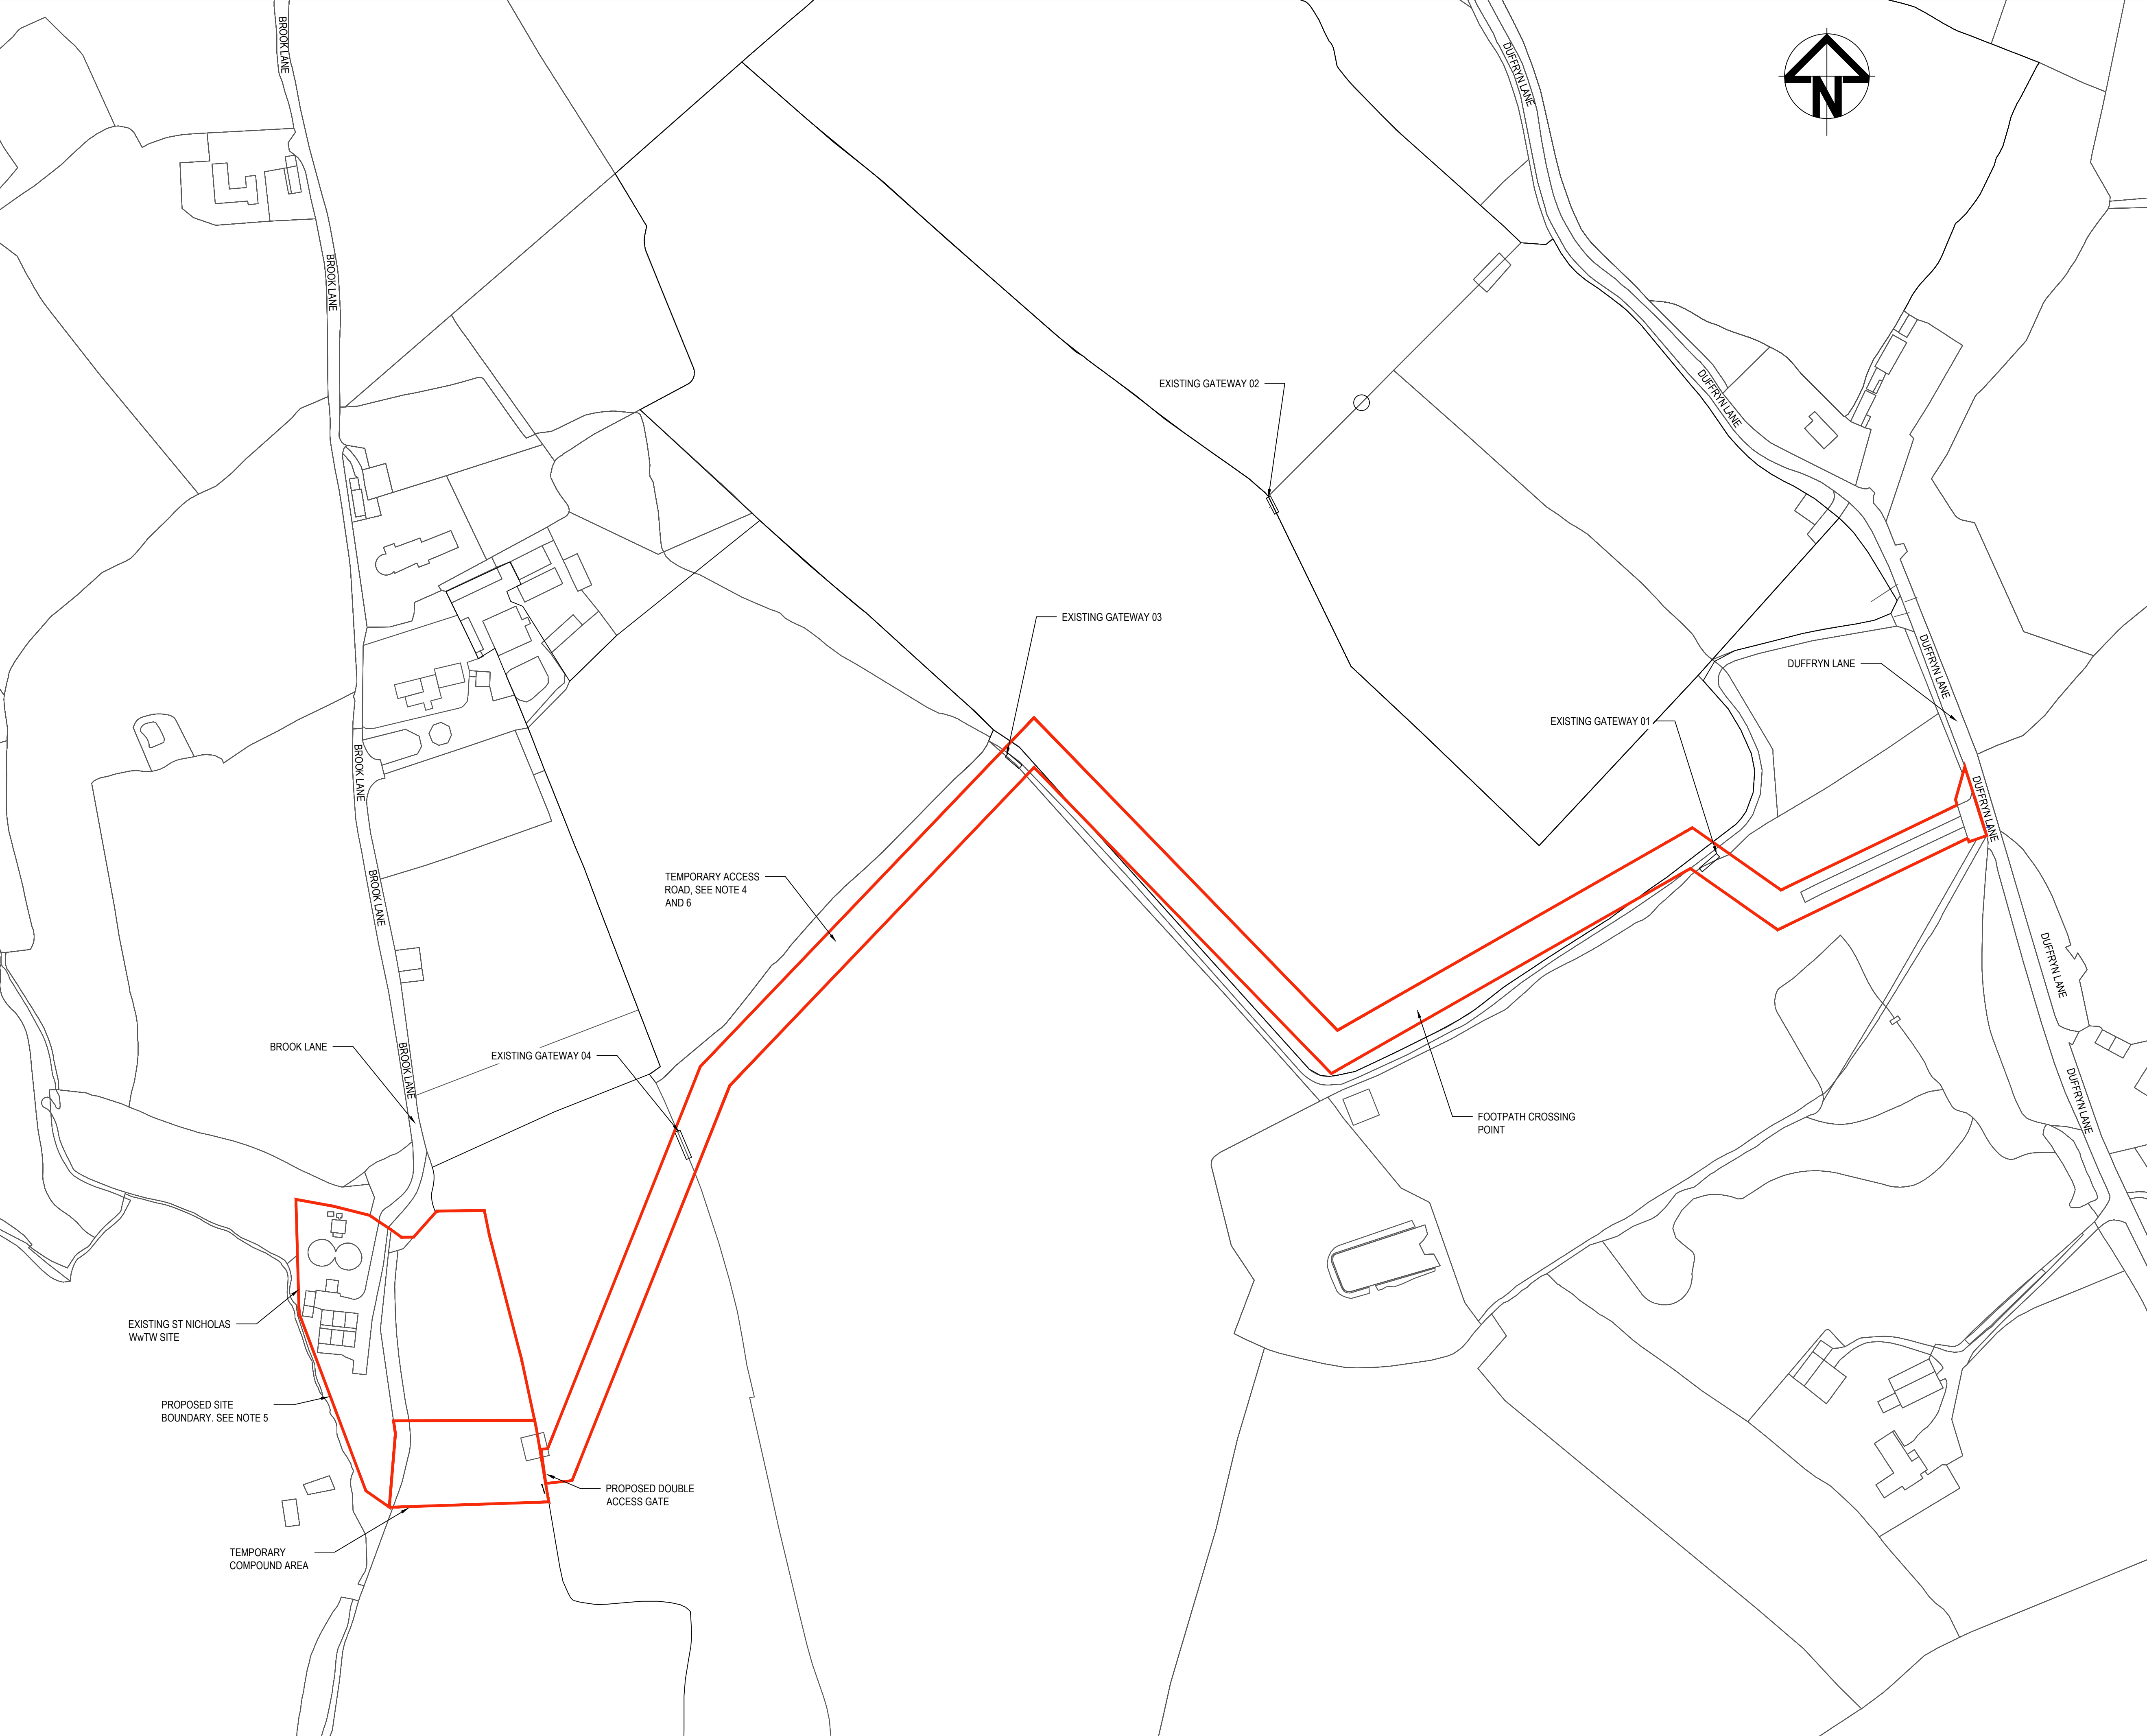 BROOK LANE
DUFFRYN LANE
N
BROOK LANE
EXISTING GATEWAY 02
DUFFRYN LANE
EXISTING GATEWAY 03
DUFFRYN LANE
DUFFRYN LANE
EXISTING GATEWAY 01
BROOK LANE
DUFFRYN LANE
TEMPORARY ACCESS
ROAD, SEE NOTE 4
AND 6
BROOK LANE
DUFFRYN LANE
BROOK LANE
EXISTING GATEWAY 04
BROOK LANE
DUFFRYN LANE
FOOTPATH CROSSING
POINT
EXISTING ST NICHOLAS
WwTW SITE
PROPOSED SITE
BOUNDARY. SEE NOTE 5
PROPOSED DOUBLE
ACCESS GATE
TEMPORARY
COMPOUND AREA